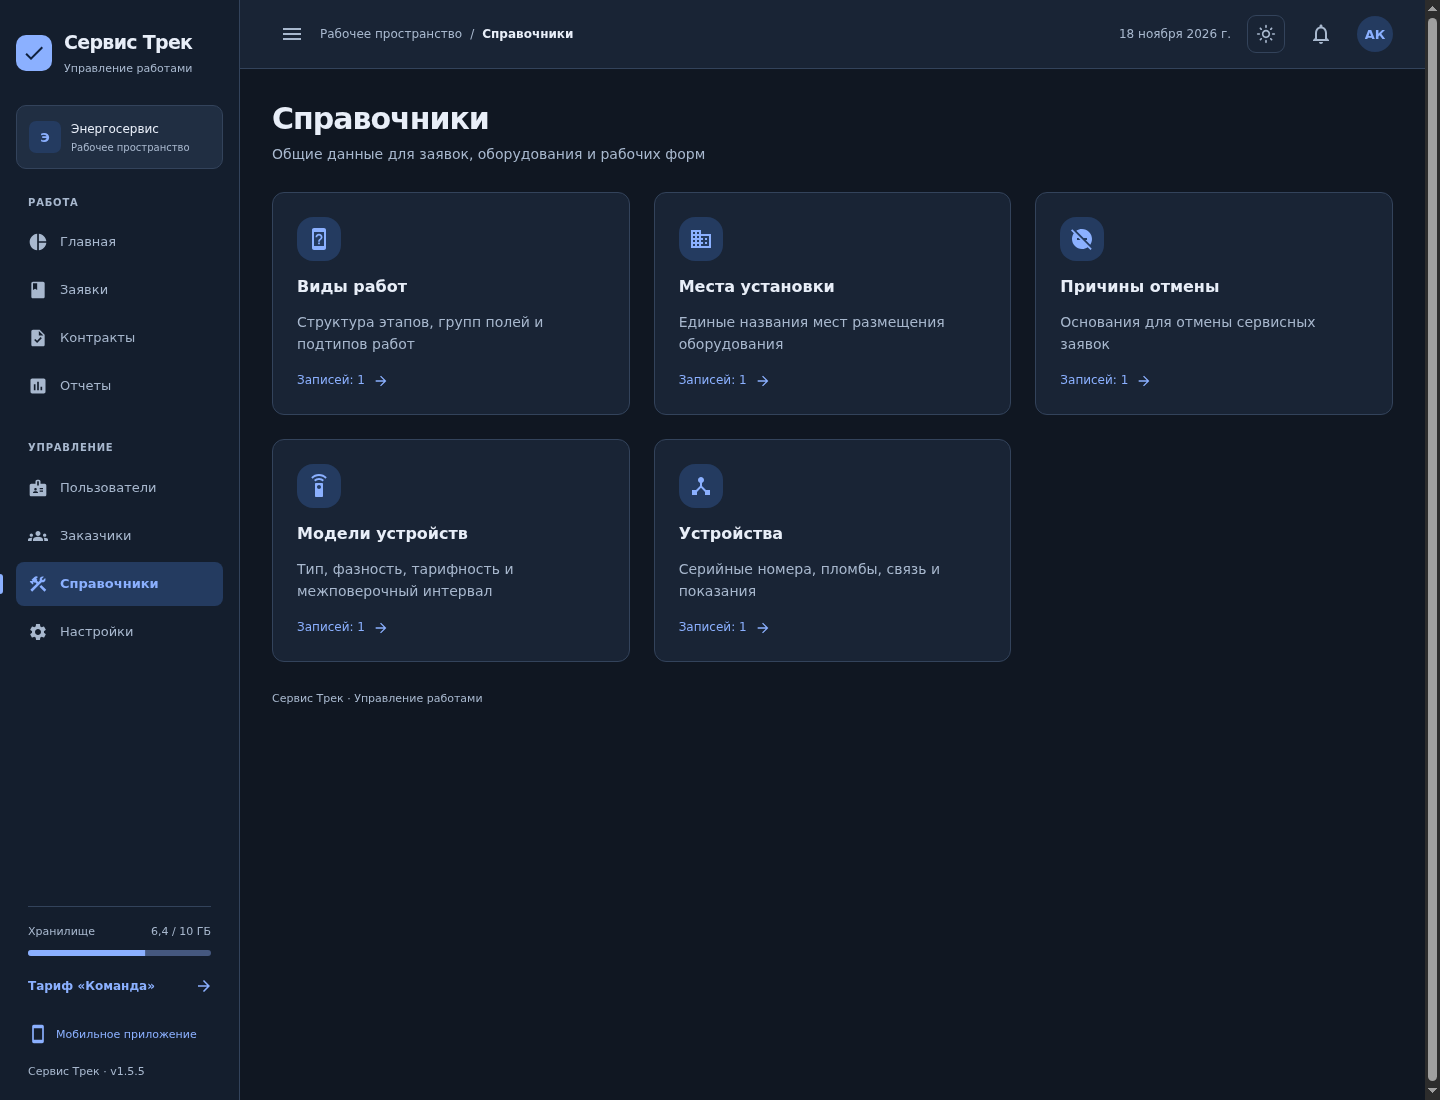 Сервис Трек
Управление работами
Э
Энергосервис
Рабочее пространство
РАБОТА
Главная
Заявки
Контракты
Отчеты
УПРАВЛЕНИЕ
Пользователи
Заказчики
Справочники
Настройки
Хранилище 6,4 / 10 ГБ
Тариф «Команда»
Мобильное приложение
Сервис Трек · v1.5.5
Рабочее пространство / Справочники
18 ноября 2026 г.
АК
Справочники
Общие данные для заявок, оборудования и рабочих форм
Виды работ
Структура этапов, групп полей и
подтипов работ
Записей: 1
Места установки
Единые названия мест размещения
оборудования
Записей: 1
Причины отмены
Основания для отмены сервисных
заявок
Записей: 1
Модели устройств
Тип, фазность, тарифность и
межповерочный интервал
Записей: 1
Устройства
Серийные номера, пломбы, связь и
показания
Записей: 1
Сервис Трек · Управление работами